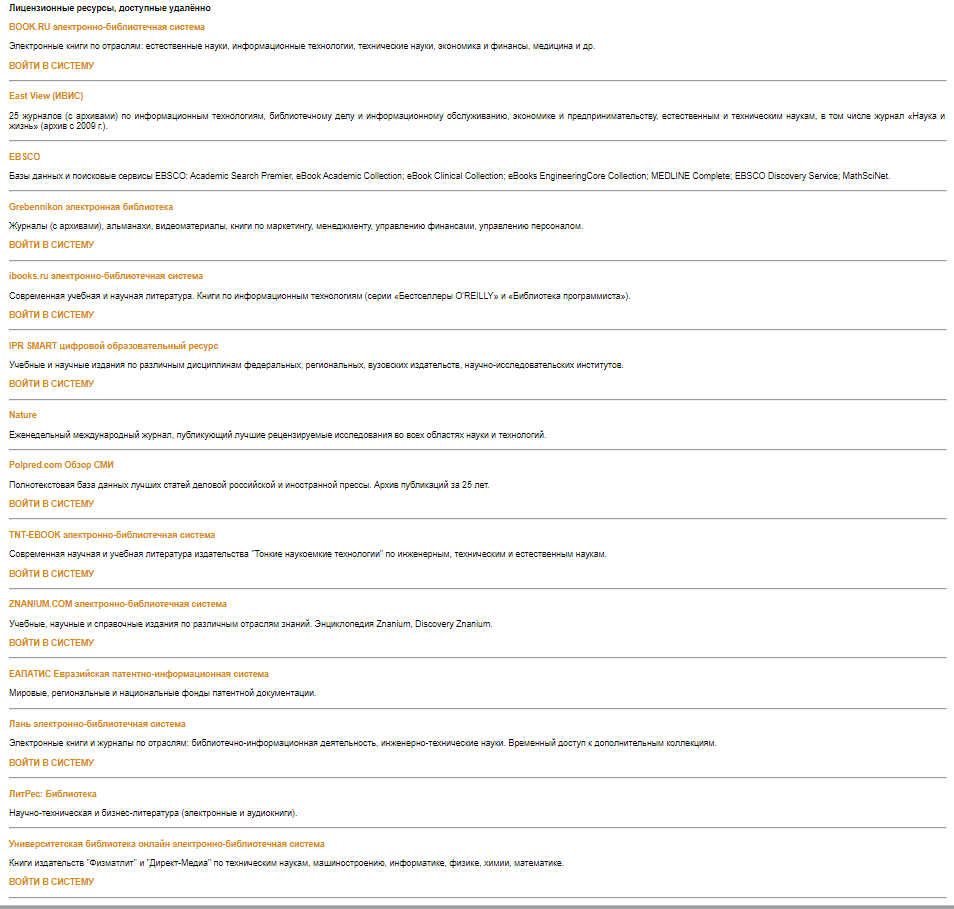 Лицензионные ресурсы, доступные удалённо
BOOK.RU электронно-библиотечная система
Электронные книги по отраслям: естественные науки, информационные технологии, технические науки, экономика и финансы, медицина и др.
ВОЙТИ В СИСТЕМУ
East View (ИВИС)
25 журналов (с архивами) по информационным технологиям, библиотечному делу и информационному обслуживанию, экономике и предпринимательству, естественным и техническим наукам, в том числе журнал «Наука и
жизнь» (архив с 2009 г.).
EBSCO
Базы данных и поисковые сервисы EBSCO: Academic Search Premier, eBook Academic Collection; eBook Clinical Collection; eBooks EngineeringCore Collection; MEDLINE Complete; EBSCO Discovery Service; MathSciNet.
Grebennikon электронная библиотека
Журналы (с архивами), альманахи, видеоматериалы, книги по маркетингу, менеджменту, управлению финансами, управлению персоналом.
ВОЙТИ В СИСТЕМУ
ibooks.ru электронно-библиотечная система
Современная учебная и научная литература. Книги по информационным технологиям (серии «Бестселлеры O'REILLY» и «Библиотека программиста»).
ВОЙТИ В СИСТЕМУ
IPR SMART цифровой образовательный ресурс
Учебные и научные издания по различным дисциплинам федеральных, региональных, вузовских издательств, научно-исследовательских институтов.
ВОЙТИ В СИСТЕМУ
Nature
Еженедельный международный журнал, публикующий лучшие рецензируемые исследования во всех областях науки и технологий.
Polpred.com Обзор СМИ
Полнотекстовая база данных лучших статей деловой российской и иностранной прессы. Архив публикаций за 25 лет.
ВОЙТИ В СИСТЕМУ
TNT-EBOOK электронно-библиотечная система
Современная научная и учебная литература издательства "Тонкие наукоемкие технологии" по инженерным, техническим и естественным наукам.
ВОЙТИ В СИСТЕМУ
ZNANIUM.COM электронно-библиотечная система
Учебные, научные и справочные издания по различным отраслям знаний. Энциклопедия Znanium, Discovery Znanium.
ВОЙТИ В СИСТЕМУ
ЕАПАТИС Евразийская патентно-информационная система
Мировые, региональные и национальные фонды патентной документации.
Лань электронно-библиотечная система
Электронные книги и журналы по отраслям: библиотечно-информационная деятельность, инженерно-технические науки. Временный доступ к дополнительным коллекциям.
ВОЙТИ В СИСТЕМУ
ЛитРес: Библиотека
Научно-техническая и бизнес-литература (электронные и аудиокниги).
Университетская библиотека онлайн электронно-библиотечная система
Книги издательств "Физматлит" и "Директ-Медиа" по техническим наукам, машиностроению, информатике, физике, химии, математике.
ВОЙТИ В СИСТЕМУ